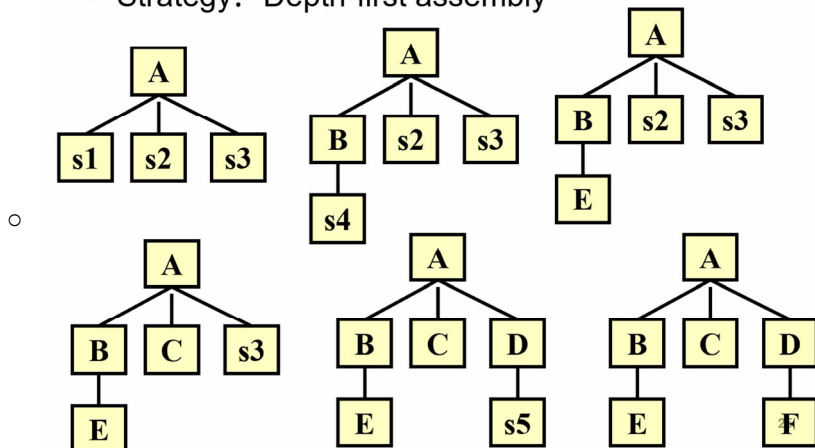 Strategy: Depth-first assembly
A
A
A
s1 s2 s3
B s2 s3
B s2 s3
s4
E
A
A
A
B C s3
B C D
B C D
E
E s5
E F